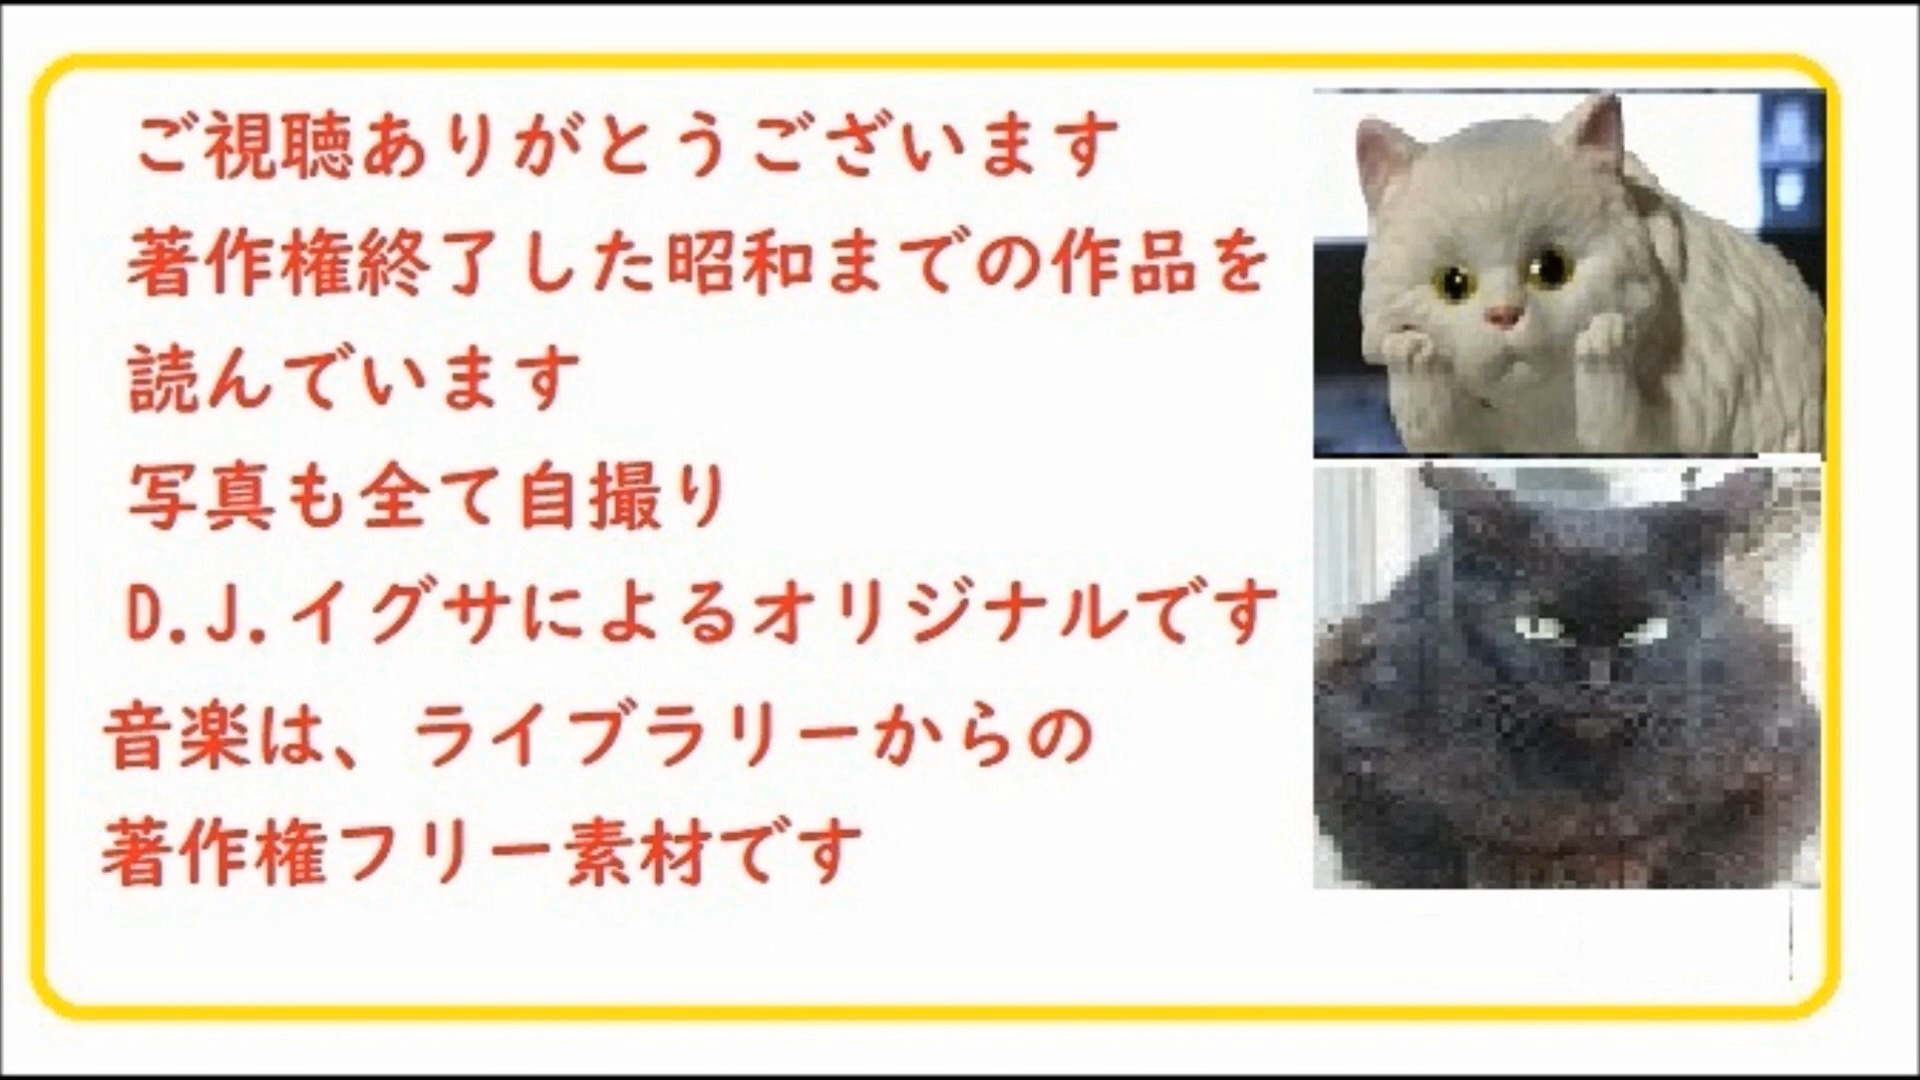 ご視聴ありがとうございます
著作権終了した昭和までの作品を
読んでいます
写真も全て自撮り
D.J.イグサによるオリジナルです
音楽は、ライブラリーからの
著作権フリー素材です